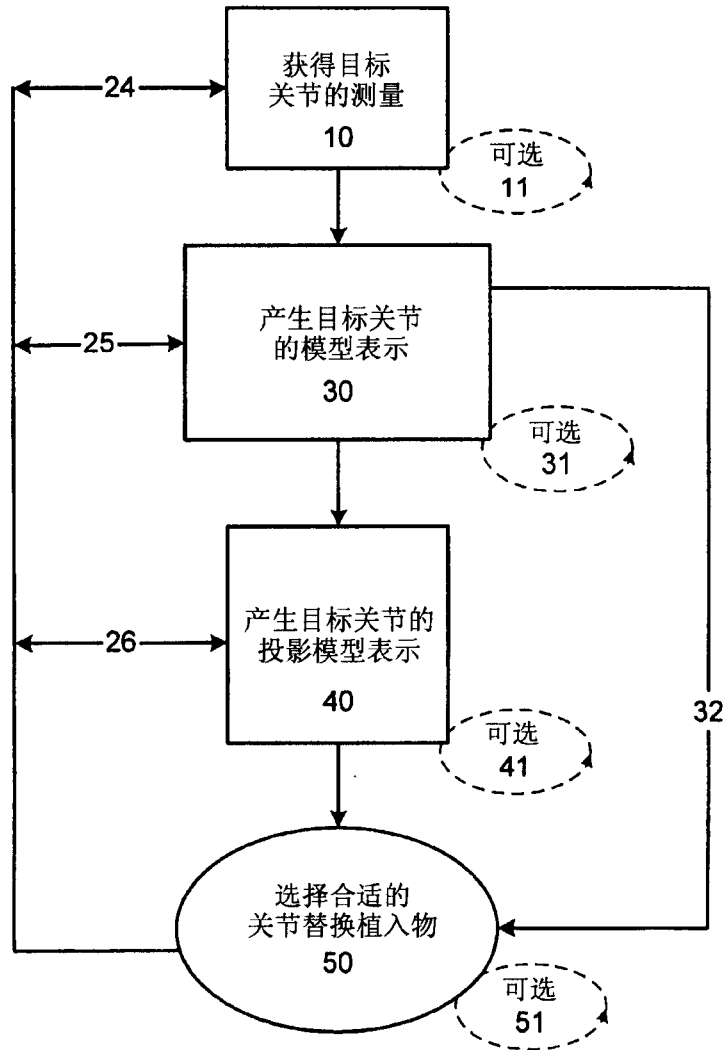 获得目标
关节的测量
10
24
可选
11
产生目标关节
的模型表示
30
25
可选
31
产生目标关节的
投影模型表示
40
26
32
可选
41
选择合适的
关节替换植入物
50
可选
51